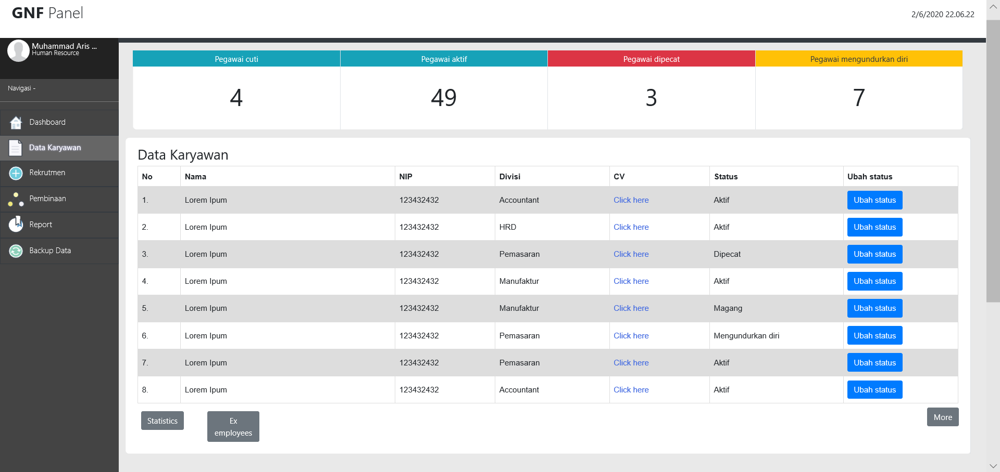 GNF Panel
2/6/2020 22.06.22
Muhammad Aris ...
Human Resource
Navigasi -
Dashboard
Data Karyawan
Rekrutmen
Pembinaan
Report
Backup Data
Pegawai cuti Pegawai aktif Pegawai dipecat Pegawai mengundurkan diri
4 49 3 7
Data Karyawan
No Nama NIP Divisi CV Status Ubah status
1. Lorem Ipum 123432432 Accountant Click here Aktif Ubah status
2. Lorem Ipum 123432432 HRD Click here Aktif Ubah status
3. Lorem Ipum 123432432 Pemasaran Click here Dipecat Ubah status
4. Lorem Ipum 123432432 Manufaktur Click here Aktif Ubah status
5. Lorem Ipum 123432432 Manufaktur Click here Magang Ubah status
6. Lorem Ipum 123432432 Pemasaran Click here Mengundurkan diri Ubah status
7. Lorem Ipum 123432432 Pemasaran Click here Aktif Ubah status
8. Lorem Ipum 123432432 Accountant Click here Aktif Ubah status
Statistics
Ex
employees
More